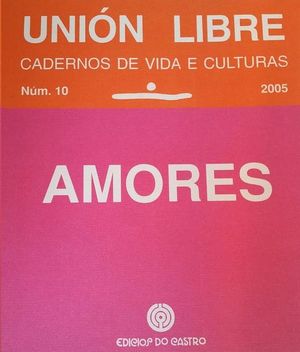 UNIÓN LIBRE
CADERNOS DE VIDA E CULTURAS
Núm. 10 2005
AMORES
EDICIOS DO CASTRO